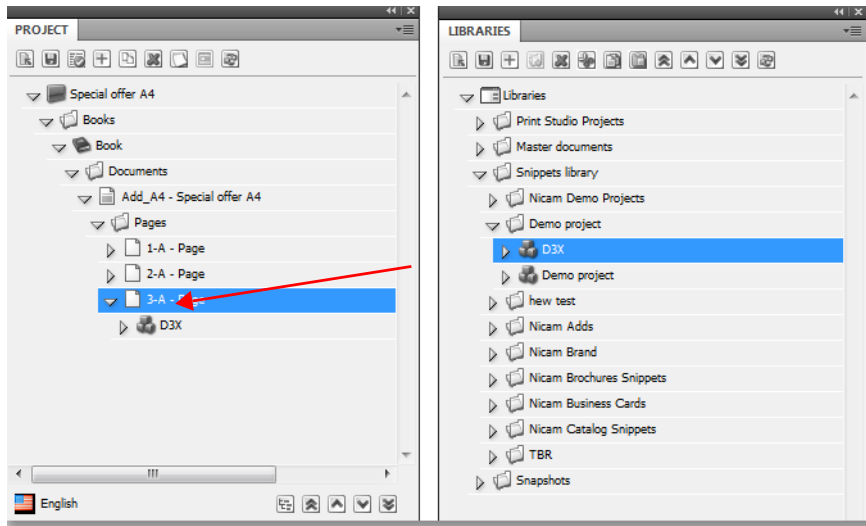 PROJECT
Special offer A4
Books
Book
Documents
Add_A4 - Special offer A4
Pages
1-A - Page
2-A - Page
3-A - Page
D3X
English
LIBRARIES
Libraries
Print Studio Projects
Master documents
Snippets library
Nicam Demo Projects
Demo project
D3X
Demo project
hew test
Nicam Adds
Nicam Brand
Nicam Brochures Snippets
Nicam Business Cards
Nicam Catalog Snippets
TBR
Snapshots